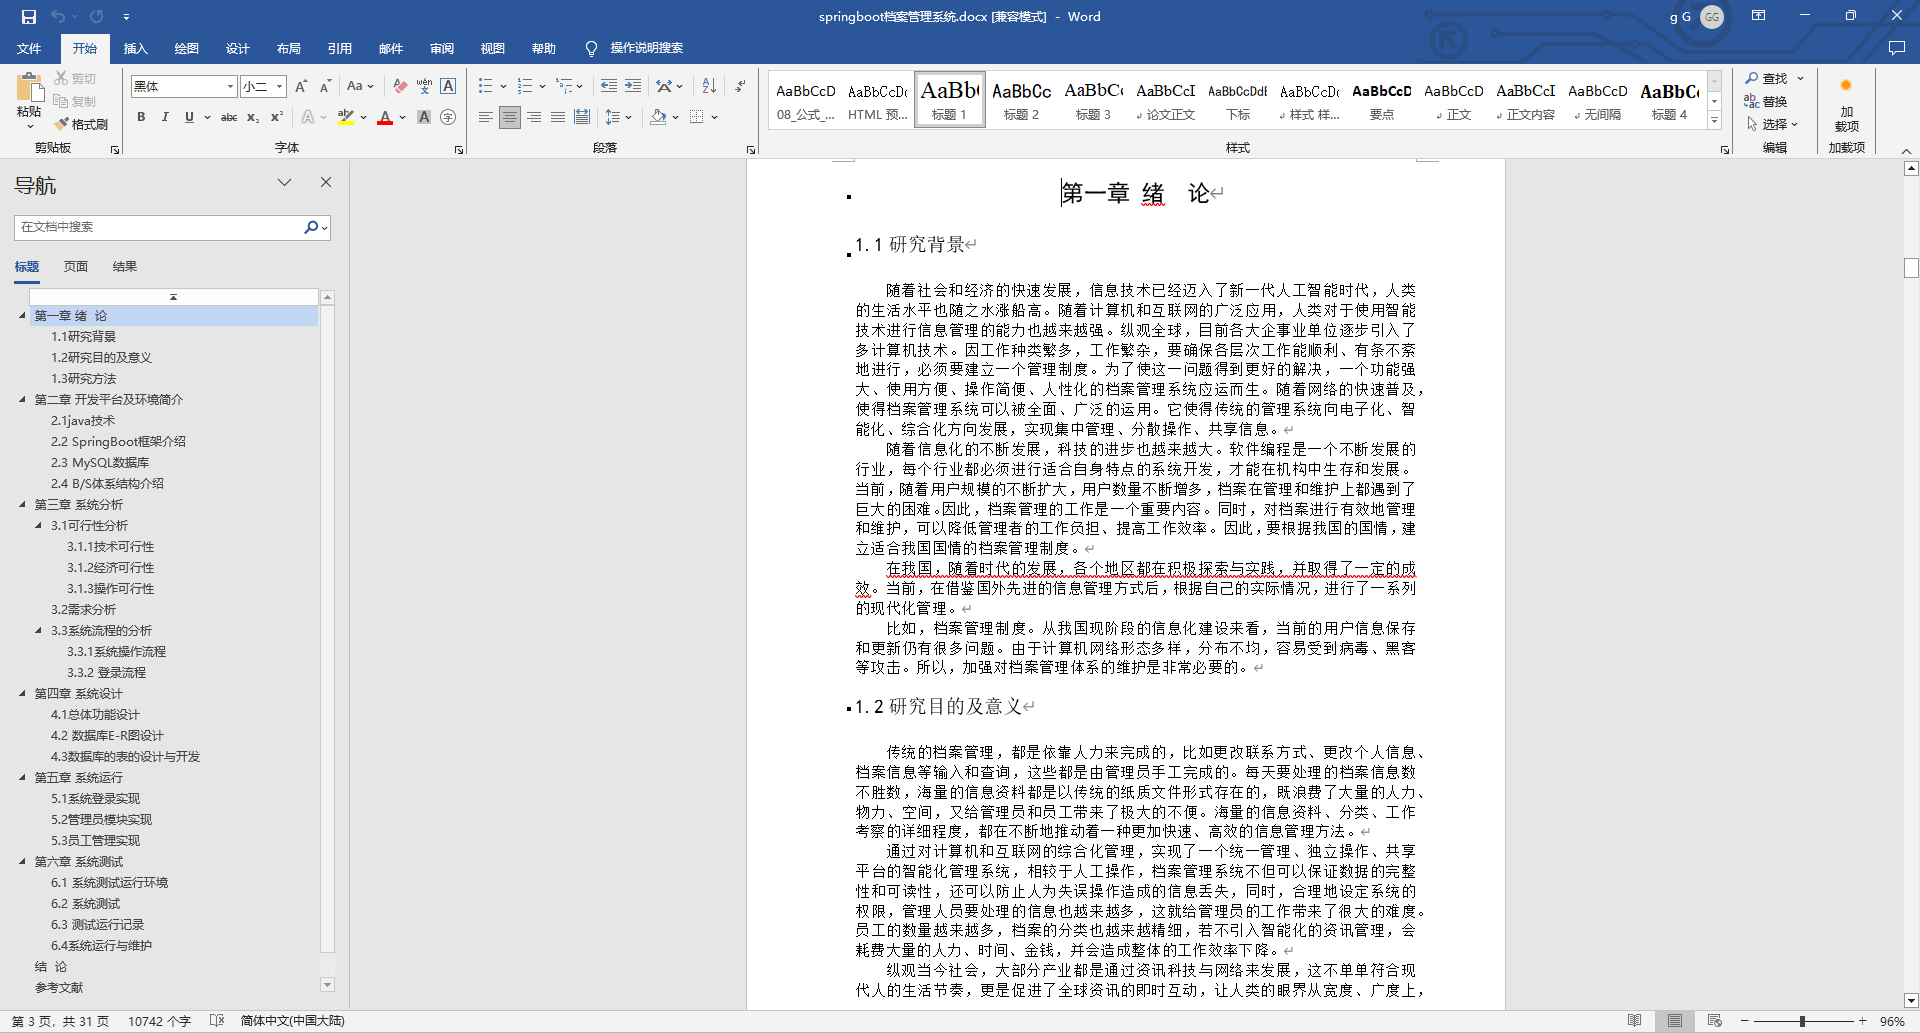 springboot档案管理系统.docx [兼容模式] - Word
g G
GG
文件 开始 插入 绘图 设计 布局 引用 邮件 审阅 视图 帮助 操作说明搜索
粘贴
剪切
复制
格式刷
剪贴板
黑体 小二
字体
段落
AaBbCcD 08_公式_...
AaBbCcDc HTML 预...
AaBb( 标题 1
AaBbCc 标题 2
AaBbC( 标题 3
AaBbCcI 论文正文
AaBbCcDdE 下标
AaBbCcDc 样式 样...
AaBbCcD 要点
AaBbCcD 正文
AaBbCcI 正文内容
AaBbCcD 无间隔
AaBbC( 标题 4
样式
查找
替换
选择
编辑
加
载项
加载项
导航
在文档中搜索
标题 页面 结果
第一章 绪 论
1.1研究背景
1.2研究目的及意义
1.3研究方法
第二章 开发平台及环境简介
2.1java技术
2.2 SpringBoot框架介绍
2.3 MySQL数据库
2.4 B/S体系结构介绍
第三章 系统分析
3.1可行性分析
3.1.1技术可行性
3.1.2经济可行性
3.1.3操作可行性
3.2需求分析
3.3系统流程的分析
3.3.1系统操作流程
3.3.2 登录流程
第四章 系统设计
4.1总体功能设计
4.2 数据库E-R图设计
4.3数据库的表的设计与开发
第五章 系统运行
5.1系统登录实现
5.2管理员模块实现
5.3员工管理实现
第六章 系统测试
6.1 系统测试运行环境
6.2 系统测试
6.3 测试运行记录
6.4系统运行与维护
结 论
参考文献
第一章 绪 论
1.1 研究背景
随着社会和经济的快速发展，信息技术已经迈入了新一代人工智能时代，人类
的生活水平也随之水涨船高。随着计算机和互联网的广泛应用，人类对于使用智能
技术进行信息管理的能力也越来越强。纵观全球，目前各大企事业单位逐步引入了
多计算机技术。因工作种类繁多，工作繁杂，要确保各层次工作能顺利、有条不紊
地进行，必须要建立一个管理制度。为了使这一问题得到更好的解决，一个功能强
大、使用方便、操作简便、人性化的档案管理系统应运而生。随着网络的快速普及，
使得档案管理系统可以被全面、广泛的运用。它使得传统的管理系统向电子化、智
能化、综合化方向发展，实现集中管理、分散操作、共享信息。
随着信息化的不断发展，科技的进步也越来越大。软件编程是一个不断发展的
行业，每个行业都必须进行适合自身特点的系统开发，才能在机构中生存和发展。
当前，随着用户规模的不断扩大，用户数量不断增多，档案在管理和维护上都遇到了
巨大的困难。因此，档案管理的工作是一个重要内容。同时，对档案进行有效地管理
和维护，可以降低管理者的工作负担、提高工作效率。因此，要根据我国的国情，建
立适合我国国情的档案管理制度。
在我国，随着时代的发展，各个地区都在积极探索与实践，并取得了一定的成
效。当前，在借鉴国外先进的信息管理方式后，根据自己的实际情况，进行了一系列
的现代化管理。
比如，档案管理制度。从我国现阶段的信息化建设来看，当前的用户信息保存
和更新仍有很多问题。由于计算机网络形态多样，分布不均，容易受到病毒、黑客
等攻击。所以，加强对档案管理体系的维护是非常必要的。
1.2 研究目的及意义
传统的档案管理，都是依靠人力来完成的，比如更改联系方式、更改个人信息、
档案信息等输入和查询，这些都是由管理员手工完成的。每天要处理的档案信息数
不胜数，海量的信息资料都是以传统的纸质文件形式存在的，既浪费了大量的人力、
物力、空间，又给管理员和员工带来了极大的不便。海量的信息资料、分类、工作
考察的详细程度，都在不断地推动着一种更加快速、高效的信息管理方法。
通过对计算机和互联网的综合化管理，实现了一个统一管理、独立操作、共享
平台的智能化管理系统，相较于人工操作，档案管理系统不但可以保证数据的完整
性和可读性，还可以防止人为失误操作造成的信息丢失，同时，合理地设定系统的
权限，管理人员要处理的信息也越来越多，这就给管理员的工作带来了很大的难度。
员工的数量越来越多，档案的分类也越来越精细，若不引入智能化的资讯管理，会
耗费大量的人力、时间、金钱，并会造成整体的工作效率下降。
纵观当今社会，大部分产业都是通过资讯科技与网络来发展，这不单单符合现
代人的生活节奏，更是促进了全球资讯的即时互动，让人类的眼界从宽度、广度上，
第 3 页，共 31 页 10742 个字 简体中文(中国大陆) 96%